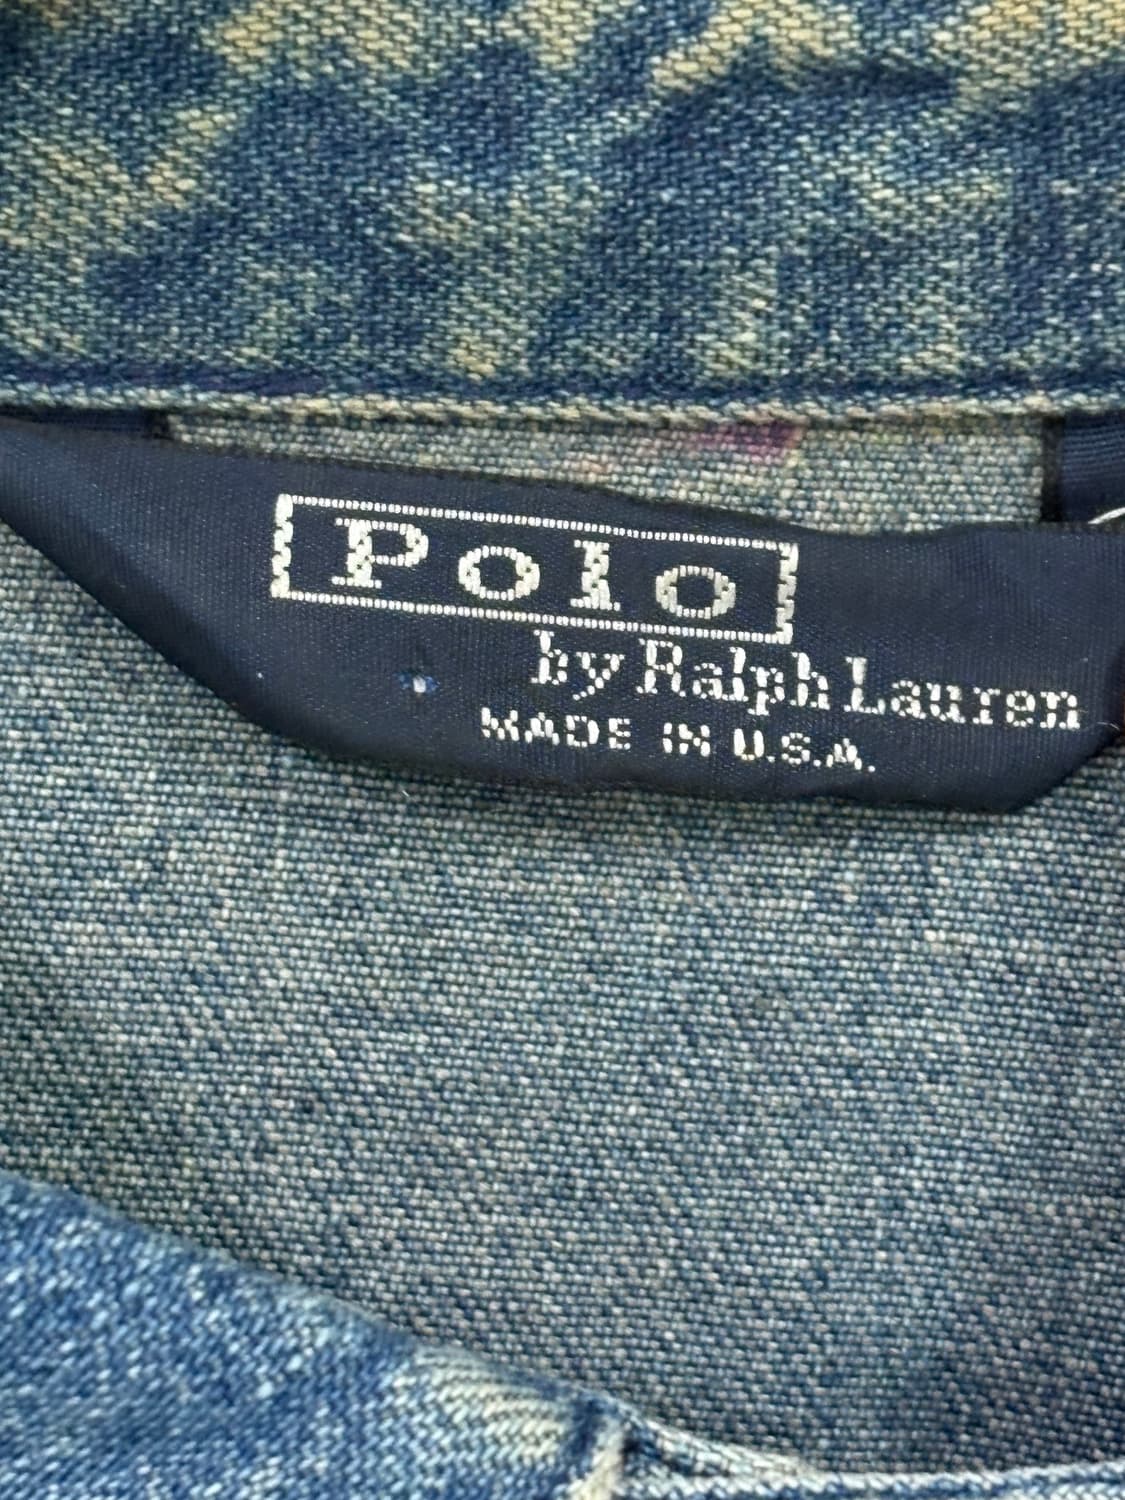 Polo
by Ralph Lauren
MADE IN U.S.A.